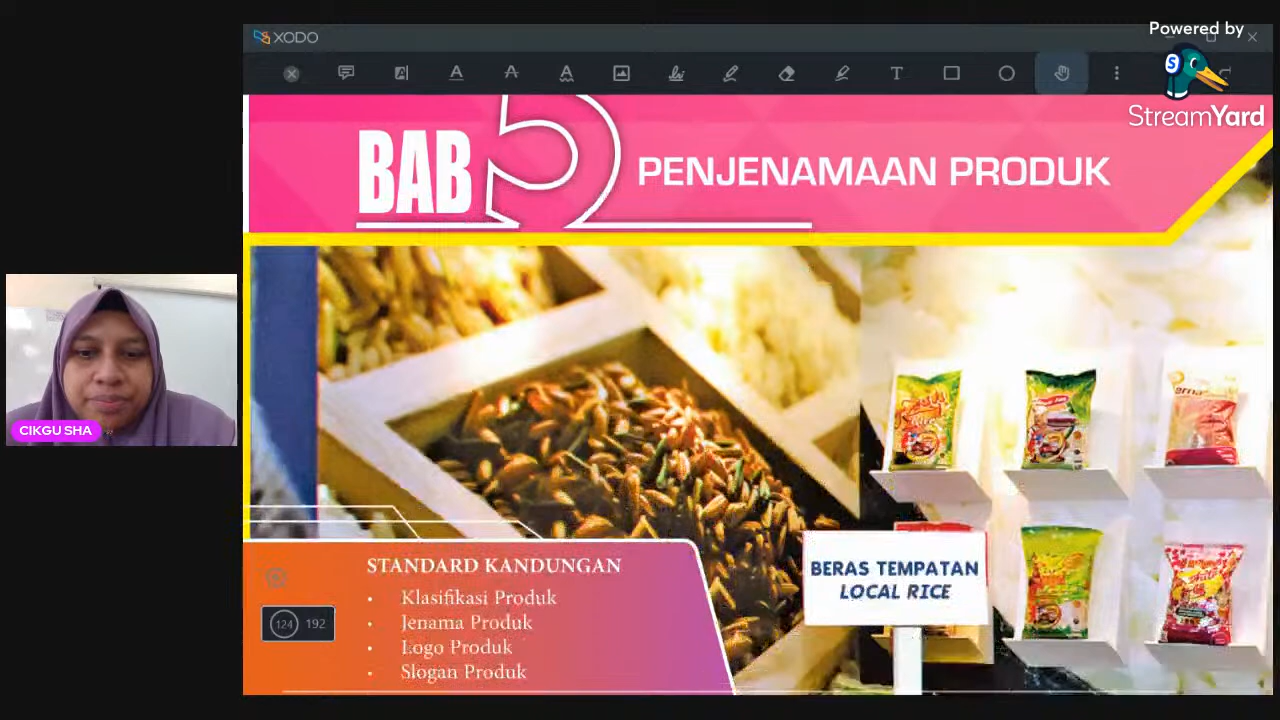 XODO
Powered by
StreamYard
BAB 5 PENJENAMAAN PRODUK
CIKGU SHA
STANDARD KANDUNGAN
• Klasifikasi Produk
• Jenama Produk
• Logo Produk
• Slogan Produk
124 192
BERAS TEMPATAN
LOCAL RICE